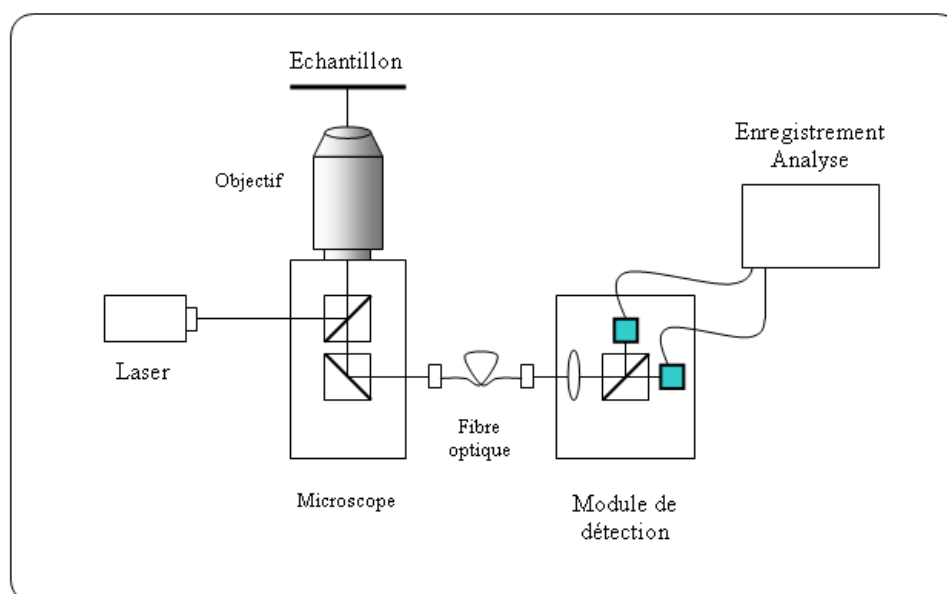 Echantillon
Enregistrement
Analyse
Objectif
Laser
Fibre
optique
Microscope
Module de
détection